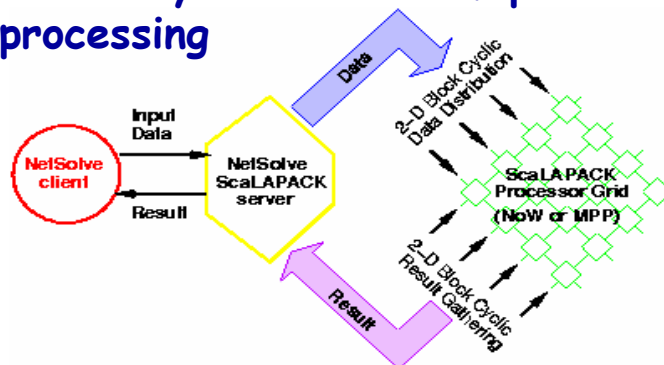 processing
Input
Data
NetSolve
client
Result
NetSolve
ScaLAPACK
server
Data
2-D Block Cyclic
Data Distribution
ScaLAPACK
Processor Grid
(NoW or MPP)
2-D Block Cyclic
Result Gathering
Result